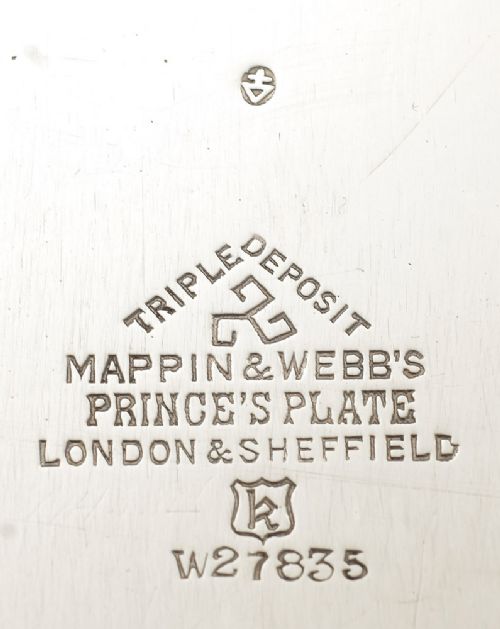 TRIPLE DEPOSIT
MAPPIN & WEBB'S
PRINCE'S PLATE
LONDON & SHEFFIELD
k
W27835